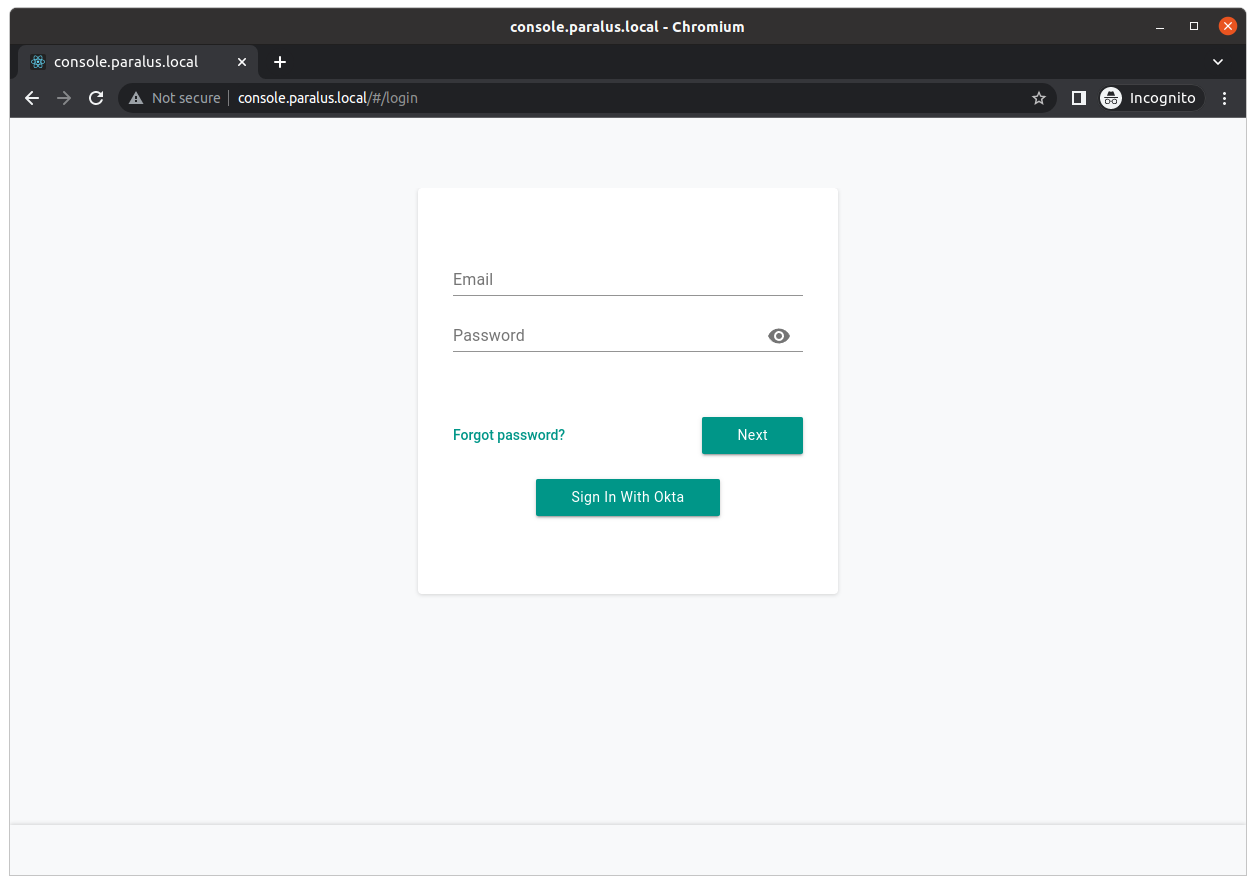 console.paralus.local - Chromium
console.paralus.local
Not secure console.paralus.local/#/login Incognito
Email
Password
Forgot password? Next
Sign In With Okta